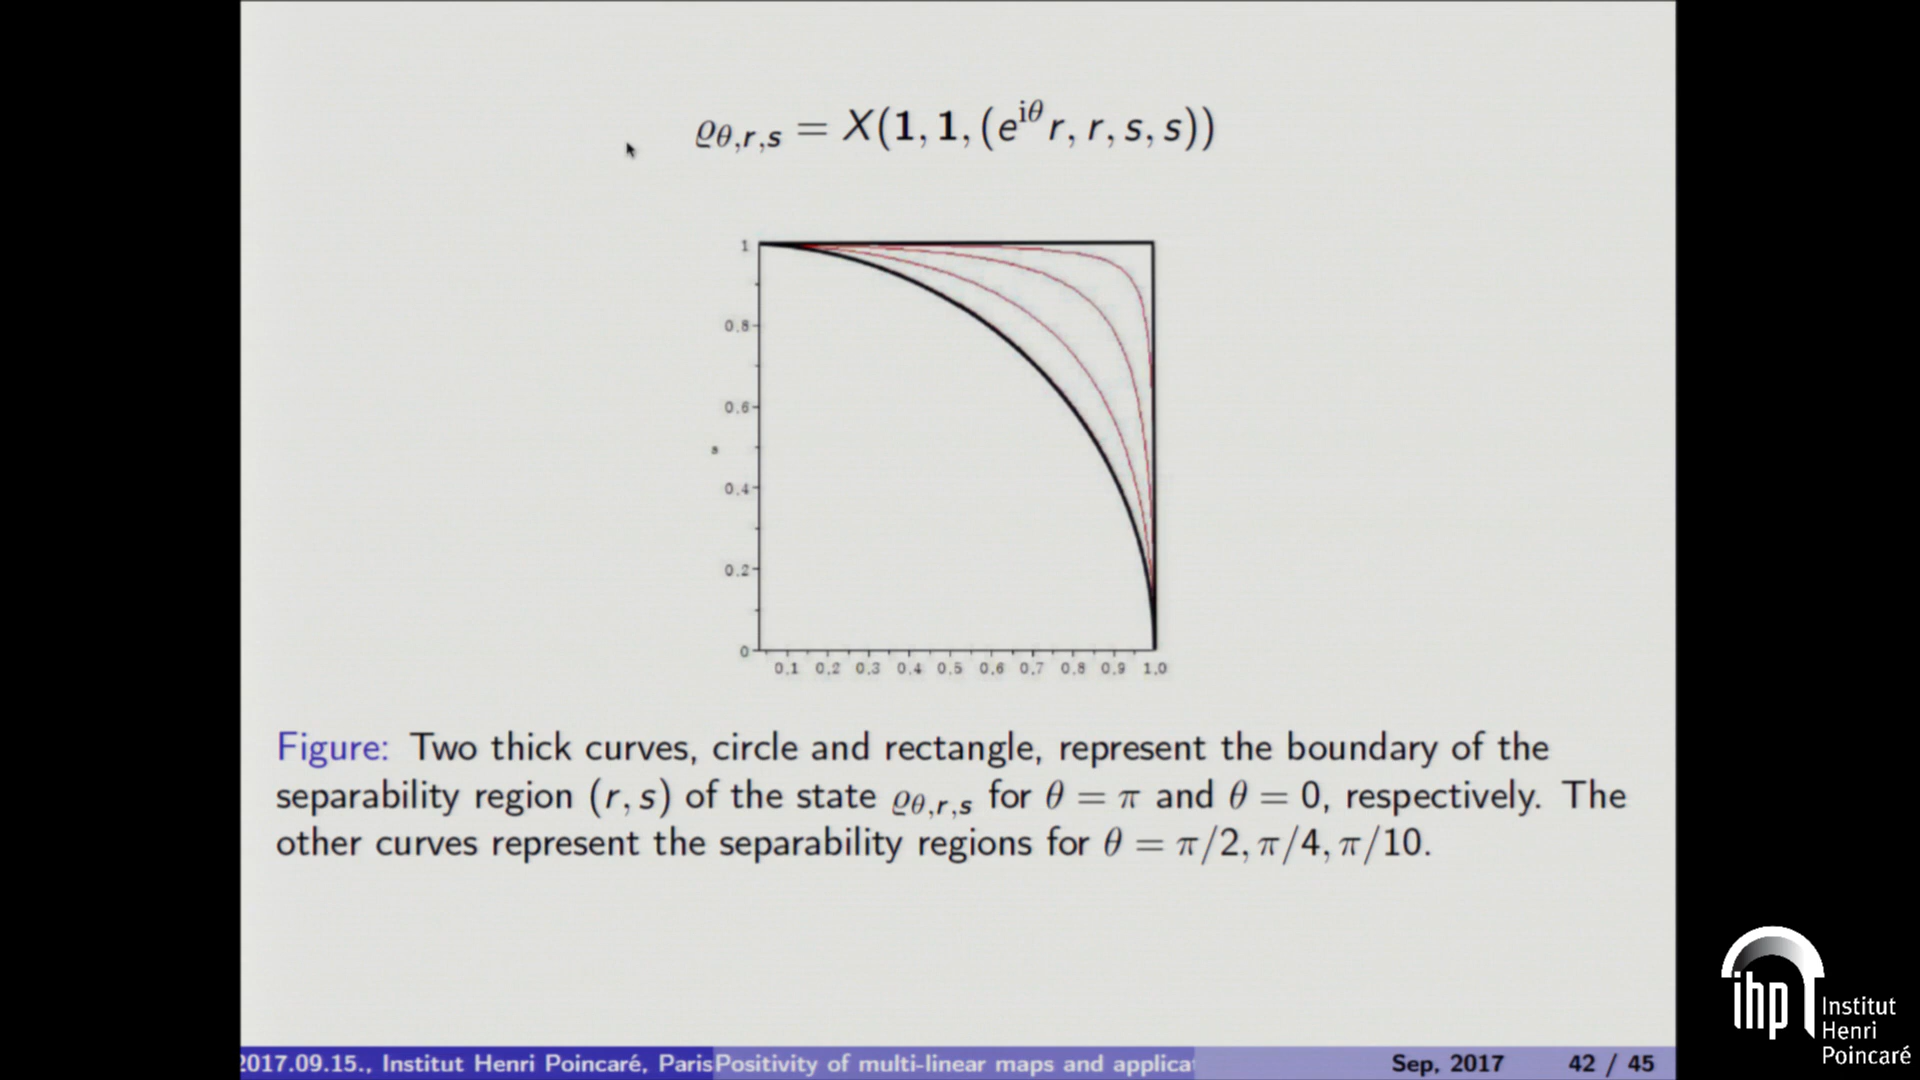 ϱθ,r,s = X(1, 1, (e^{iθ} r, r, s, s))
1
0.8
0.6
s
0.4
0.2
0
0.1 0.2 0.3 0.4 0.5 0.6 0.7 0.8 0.9 1.0
Figure: Two thick curves, circle and rectangle, represent the boundary of the
separability region (r, s) of the state ϱθ,r,s for θ = π and θ = 0, respectively. The
other curves represent the separability regions for θ = π/2, π/4, π/10.
2017.09.15., Institut Henri Poincaré, Paris Positivity of multi-linear maps and applicat Sep, 2017 42 / 45
ihp Institut
Henri
Poincaré